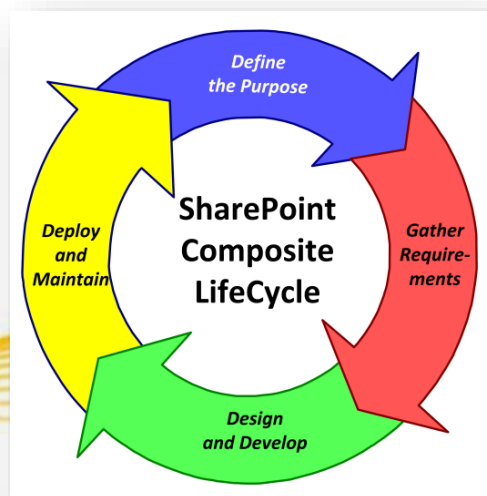 Define
the Purpose
SharePoint
Composite
LifeCycle
Gather
Require-
ments
Design
and Develop
Deploy
and
Maintain